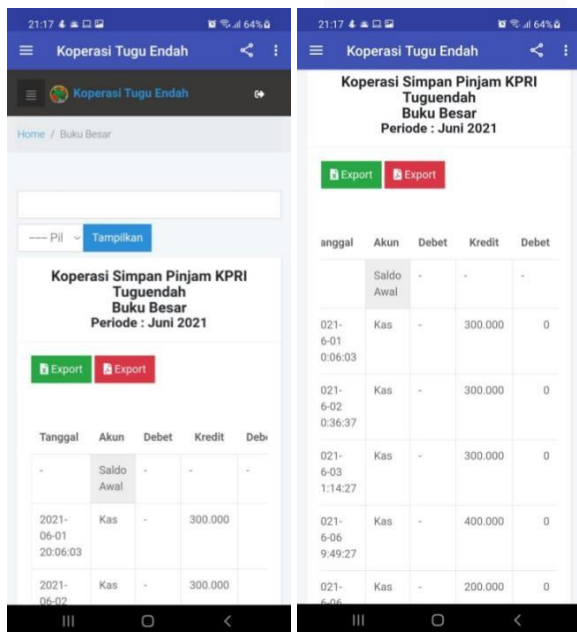 21:17 64%
Koperasi Tugu Endah
Koperasi Tugu Endah
Home / Buku Besar
---- Pil Tampilkan
Koperasi Simpan Pinjam KPRI
Tuguendah
Buku Besar
Periode : Juni 2021
Export Export
Tanggal Akun Debet Kredit Deb
- Saldo - - -
Awal
2021- Kas - 300.000
06-01
20:06:03
2021- Kas - 300.000
06-02
21:17 64%
Koperasi Tugu Endah
Koperasi Simpan Pinjam KPRI
Tuguendah
Buku Besar
Periode : Juni 2021
Export Export
anggal Akun Debet Kredit Debet
Saldo - - -
Awal
021- Kas - 300.000 0
6-01
0:06:03
021- Kas - 300.000 0
6-02
0:36:37
021- Kas - 300.000 0
6-03
1:14:27
021- Kas - 400.000 0
6-06
9:49:27
021- Kas - 200.000 0
6-06